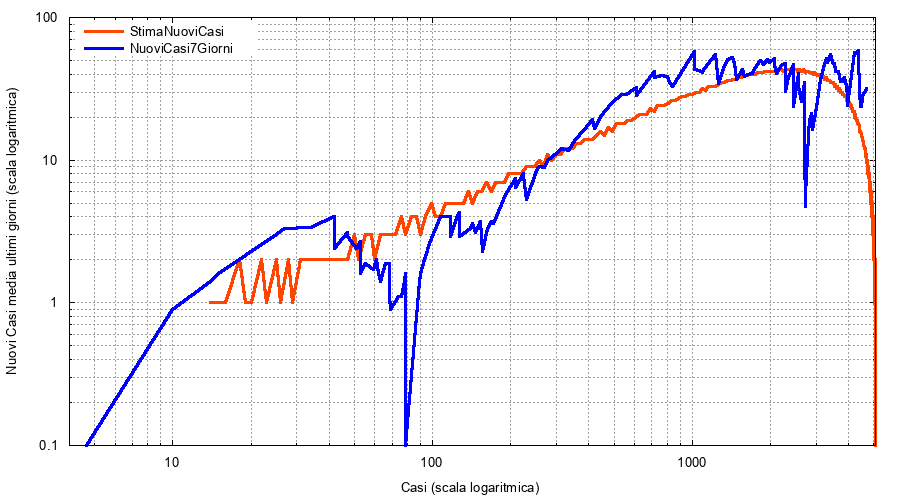 100
StimaNuoviCasi
NuoviCasi7Giorni
10
1
0.1
Nuovi Casi media ultimi giorni (scala logaritmica)
10
100
1000
Casi (scala logaritmica)